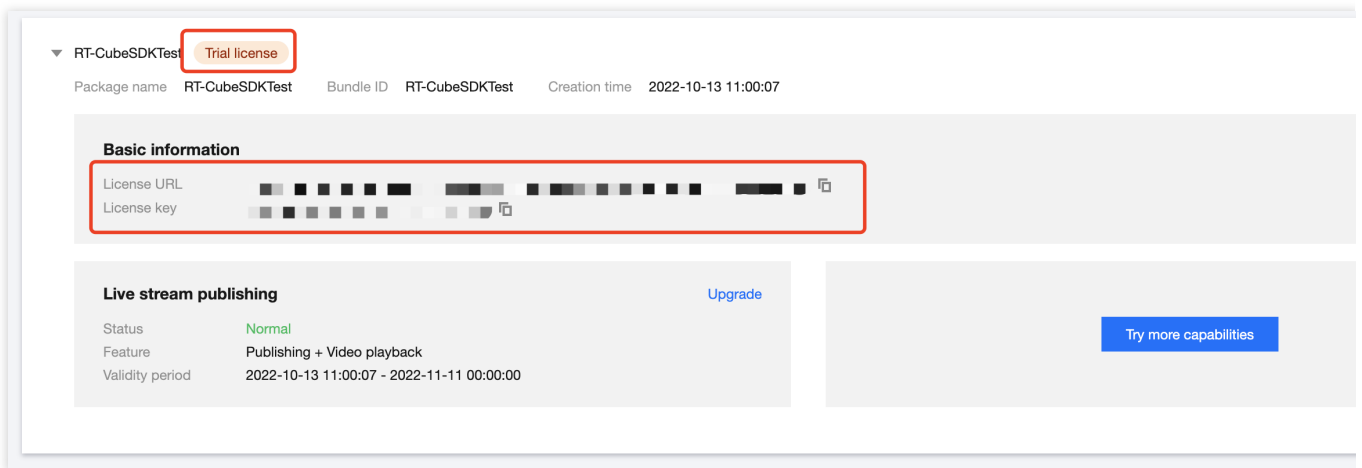 RT-CubeSDKTest Trial license
Package name RT-CubeSDKTest Bundle ID RT-CubeSDKTest Creation time 2022-10-13 11:00:07
Basic information
License URL
License key
Live stream publishing Upgrade
Status Normal
Feature Publishing + Video playback
Validity period 2022-10-13 11:00:07 - 2022-11-11 00:00:00
Try more capabilities